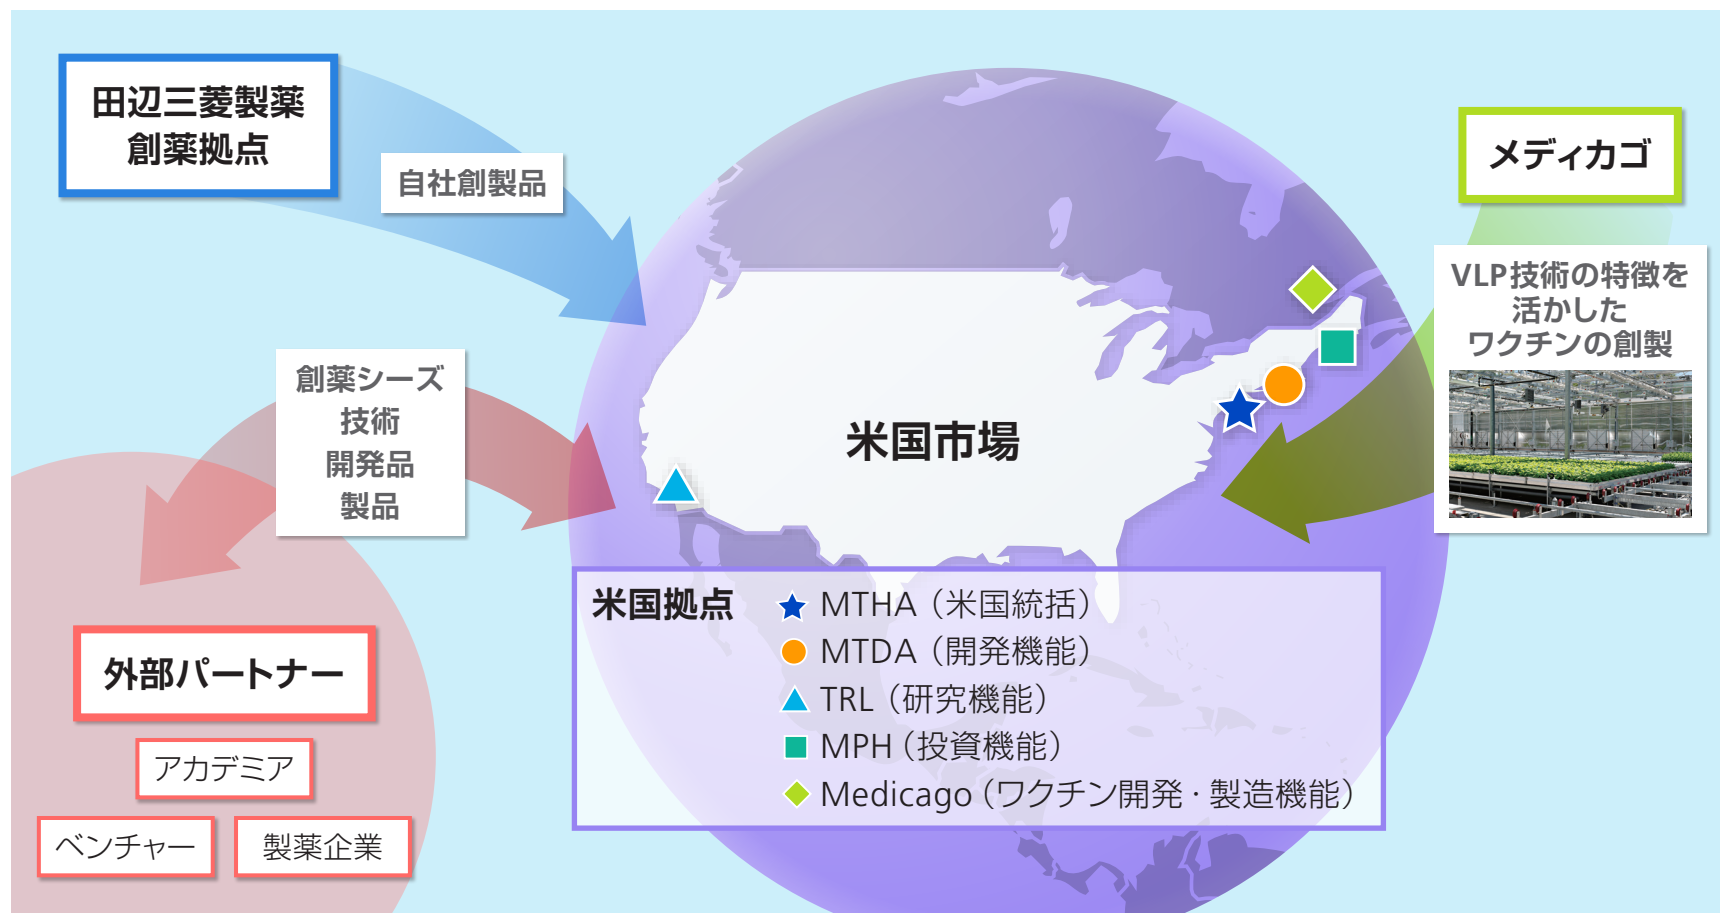 田辺三菱製薬
創薬拠点
自社創製品
メディカゴ
VLP技術の特徴を
活かした
ワクチンの創製
創薬シーズ
技術
開発品
製品
米国市場
外部パートナー
アカデミア
ベンチャー
製薬企業
米国拠点
MTHA（米国統括）
MTDA（開発機能）
TRL（研究機能）
MPH（投資機能）
Medicago（ワクチン開発・製造機能）